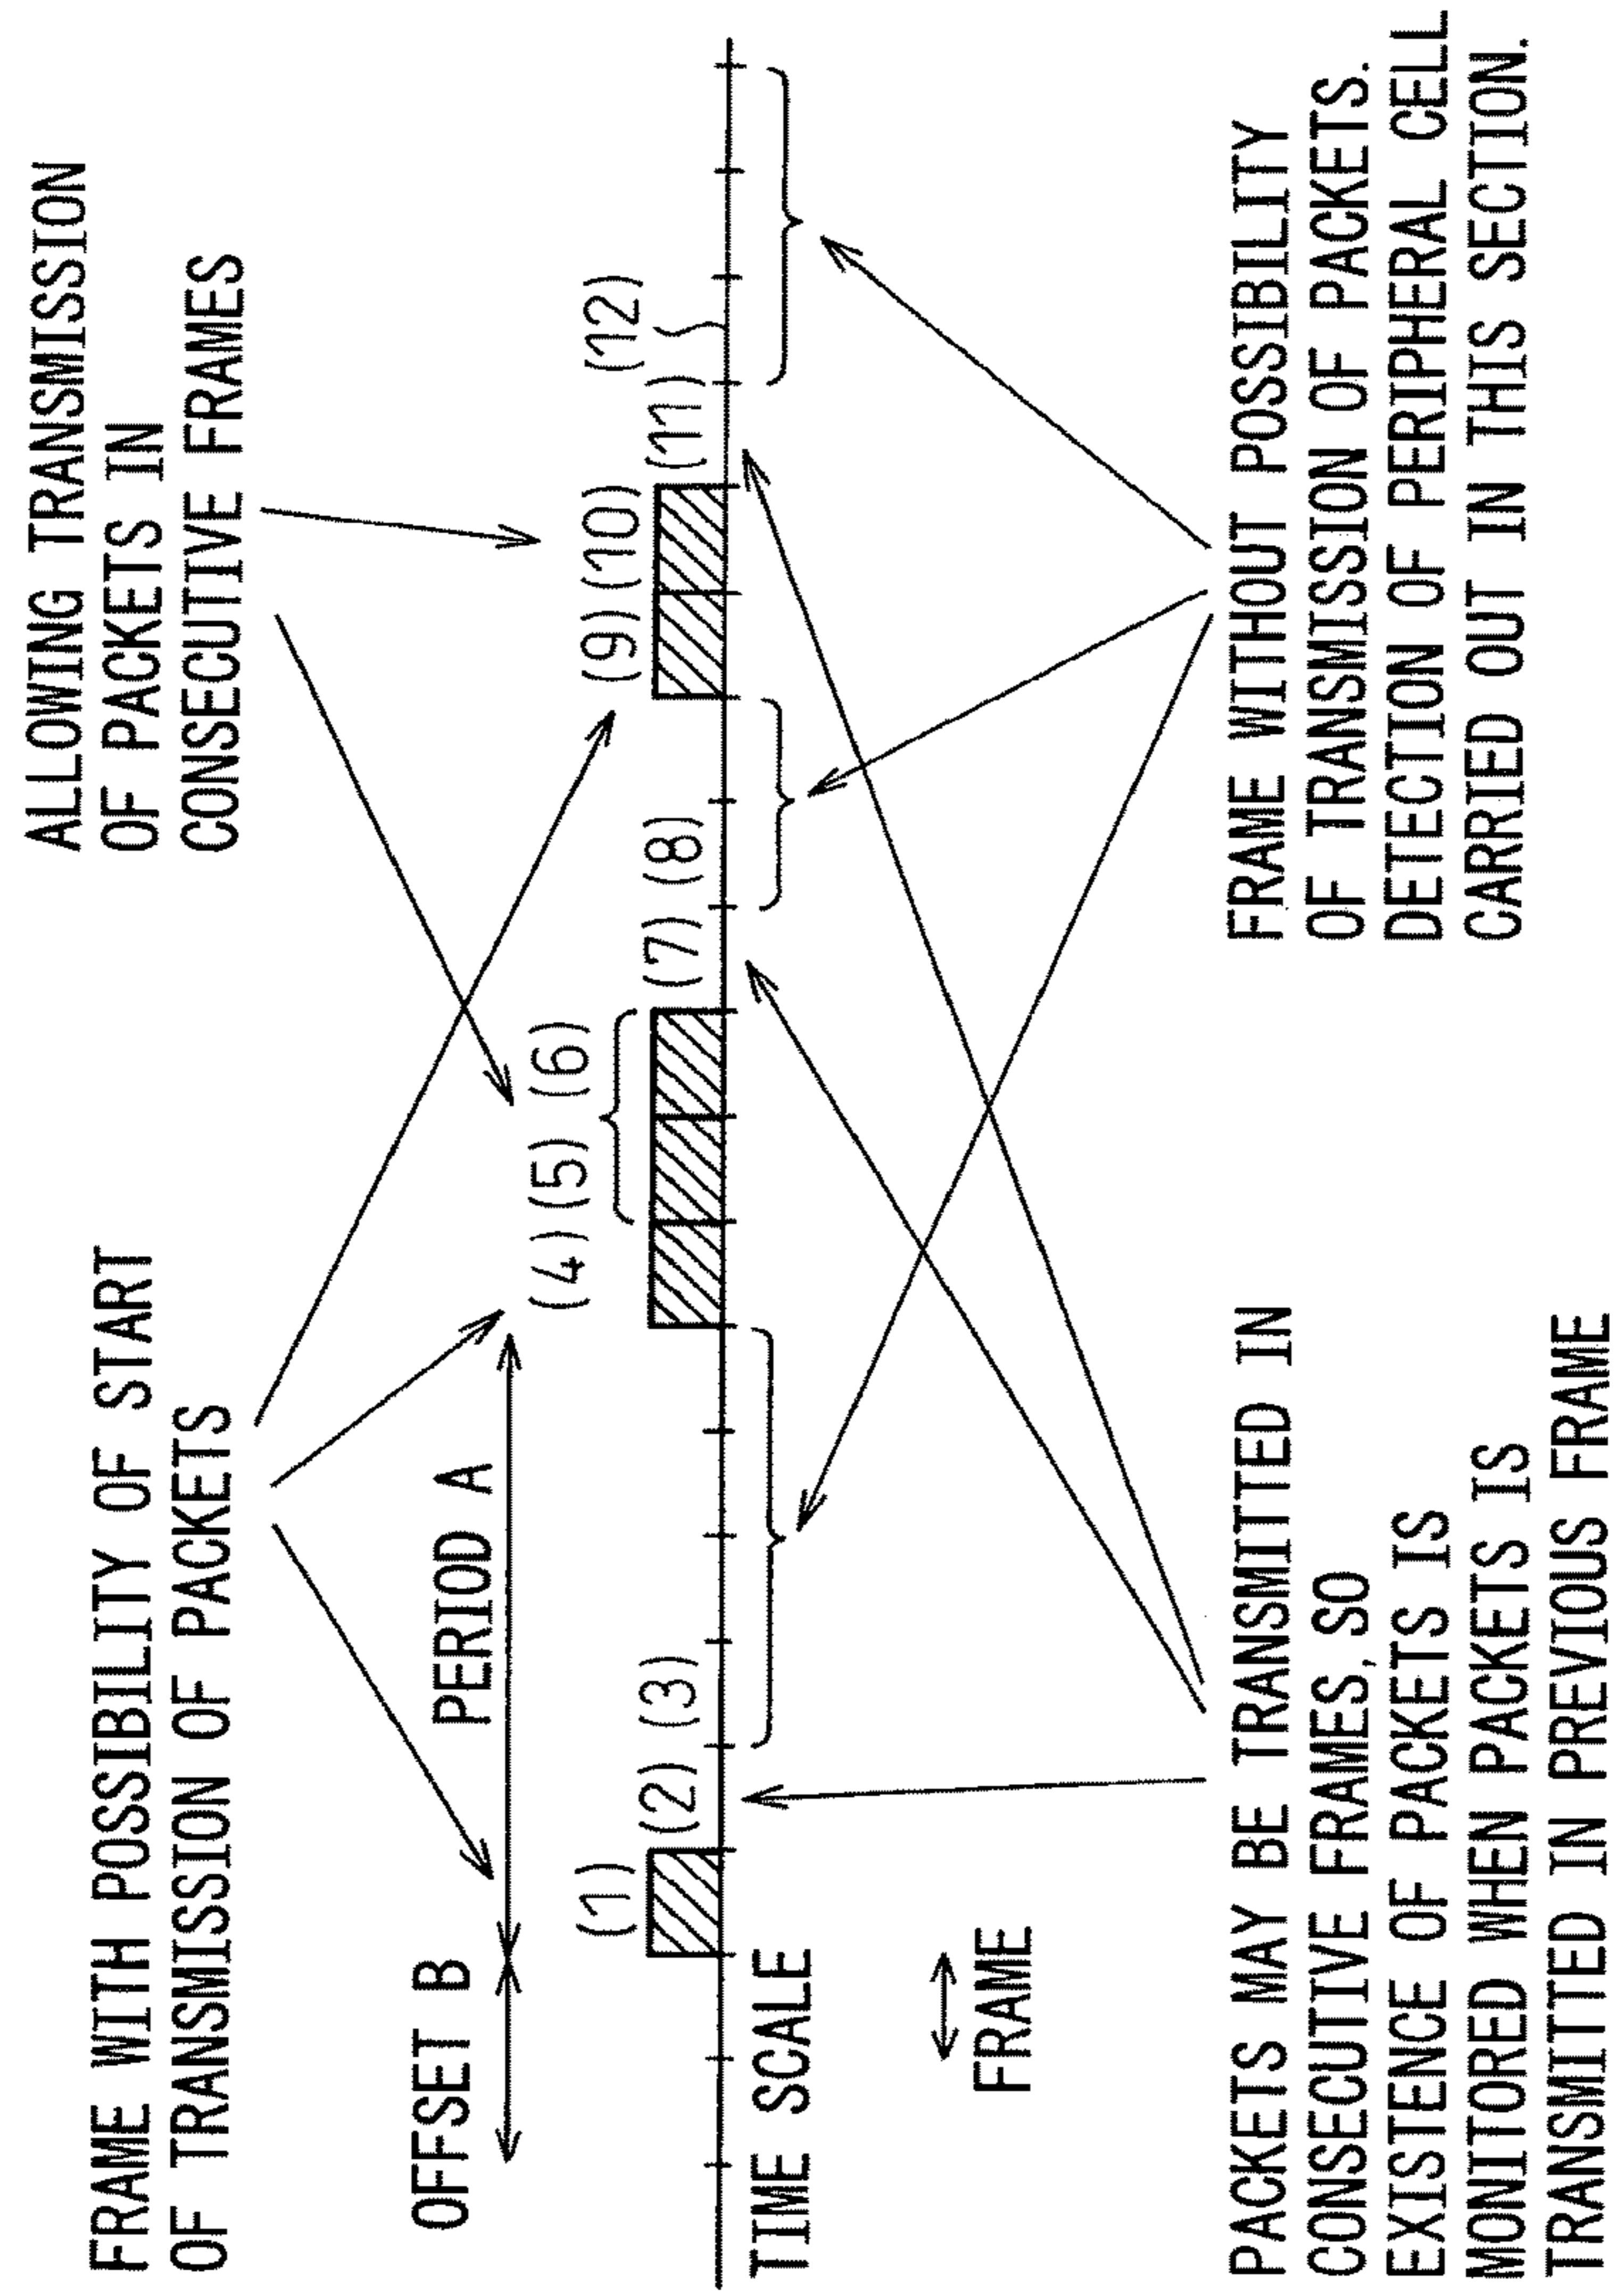 FRAME WITH POSSIBILITY OF START
OF TRANSMISSION OF PACKETS
ALLOWING TRANSMISSION
OF PACKETS IN
CONSECUTIVE FRAMES
OFFSET B
PERIOD A
(1)
(2) (3)
(4) (5) (6)
(7) (8)
(9) (10)
(11)
(12)
TIME SCALE
FRAME
PACKETS MAY BE TRANSMITTED IN
CONSECUTIVE FRAMES, SO
EXISTENCE OF PACKETS IS
MONITORED WHEN PACKETS IS
TRANSMITTED IN PREVIOUS FRAME
FRAME WITHOUT POSSIBILITY
OF TRANSMISSION OF PACKETS.
DETECTION OF PERIPHERAL CELL
CARRIED OUT IN THIS SECTION.